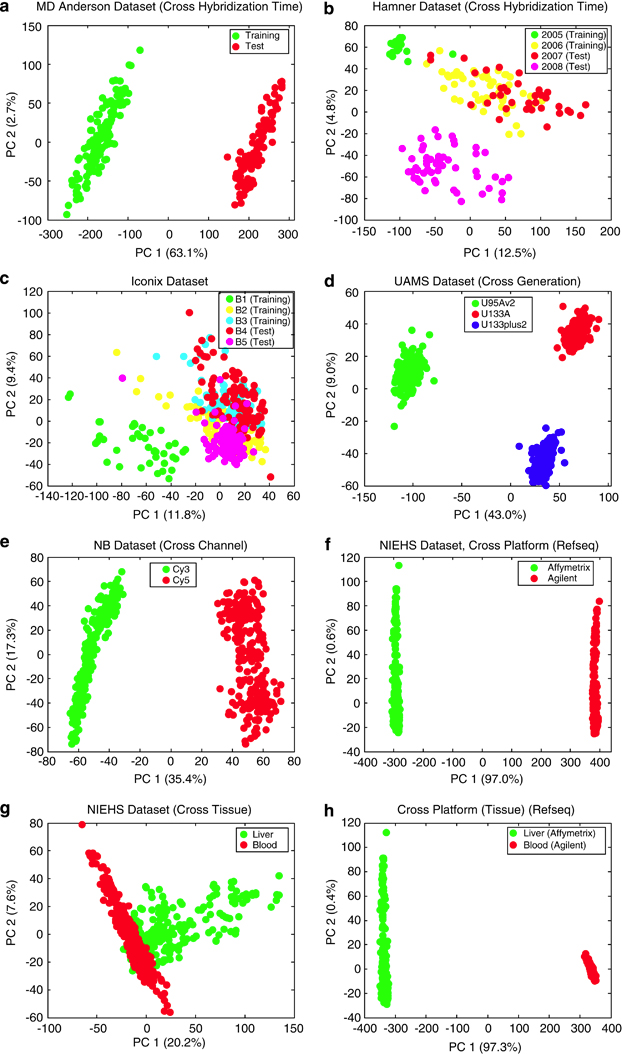 a MD Anderson Dataset (Cross Hybridization Time)
Training
Test
150
100
50
0
-50
-100
-300 -200 -100 0 100 200 300
PC 2 (2.7%)
PC 1 (63.1%)
b Hamner Dataset (Cross Hybridization Time)
2005 (Training)
2006 (Training)
2007 (Test)
2008 (Test)
80
60
40
20
0
-20
-40
-60
-80
-100
-100 -50 0 50 100 150 200
PC 2 (4.8%)
PC 1 (12.5%)
c Iconix Dataset
B1 (Training)
B2 (Training)
B3 (Training)
B4 (Test)
B5 (Test)
120
100
80
60
40
20
0
-20
-40
-60
-140 -120 -100 -80 -60 -40 -20 0 20 40 60
PC 2 (9.4%)
PC 1 (11.8%)
d UAMS Dataset (Cross Generation)
U95Av2
U133A
U133plus2
60
40
20
0
-20
-40
-60
-150 -100 -50 0 50 100
PC 2 (9.0%)
PC 1 (43.0%)
e NB Dataset (Cross Channel)
Cy3
Cy5
80
60
40
20
0
-20
-40
-60
-80
-80 -60 -40 -20 0 20 40 60 80
PC 2 (17.3%)
PC 1 (35.4%)
f NIEHS Dataset, Cross Platform (Refseq)
Affymetrix
Agilent
120
100
80
60
40
20
0
-20
-40
-400 -300 -200 -100 0 100 200 300 400
PC 2 (0.6%)
PC 1 (97.0%)
g NIEHS Dataset (Cross Tissue)
Liver
Blood
80
60
40
20
0
-20
-40
-60
-100 -50 0 50 100 150
PC 2 (7.6%)
PC 1 (20.2%)
h Cross Platform (Tissue) (Refseq)
Liver (Affymetrix)
Blood (Agilent)
120
100
80
60
40
20
0
-20
-40
-400 -300 -200 -100 0 100 200 300 400
PC 2 (0.4%)
PC 1 (97.3%)